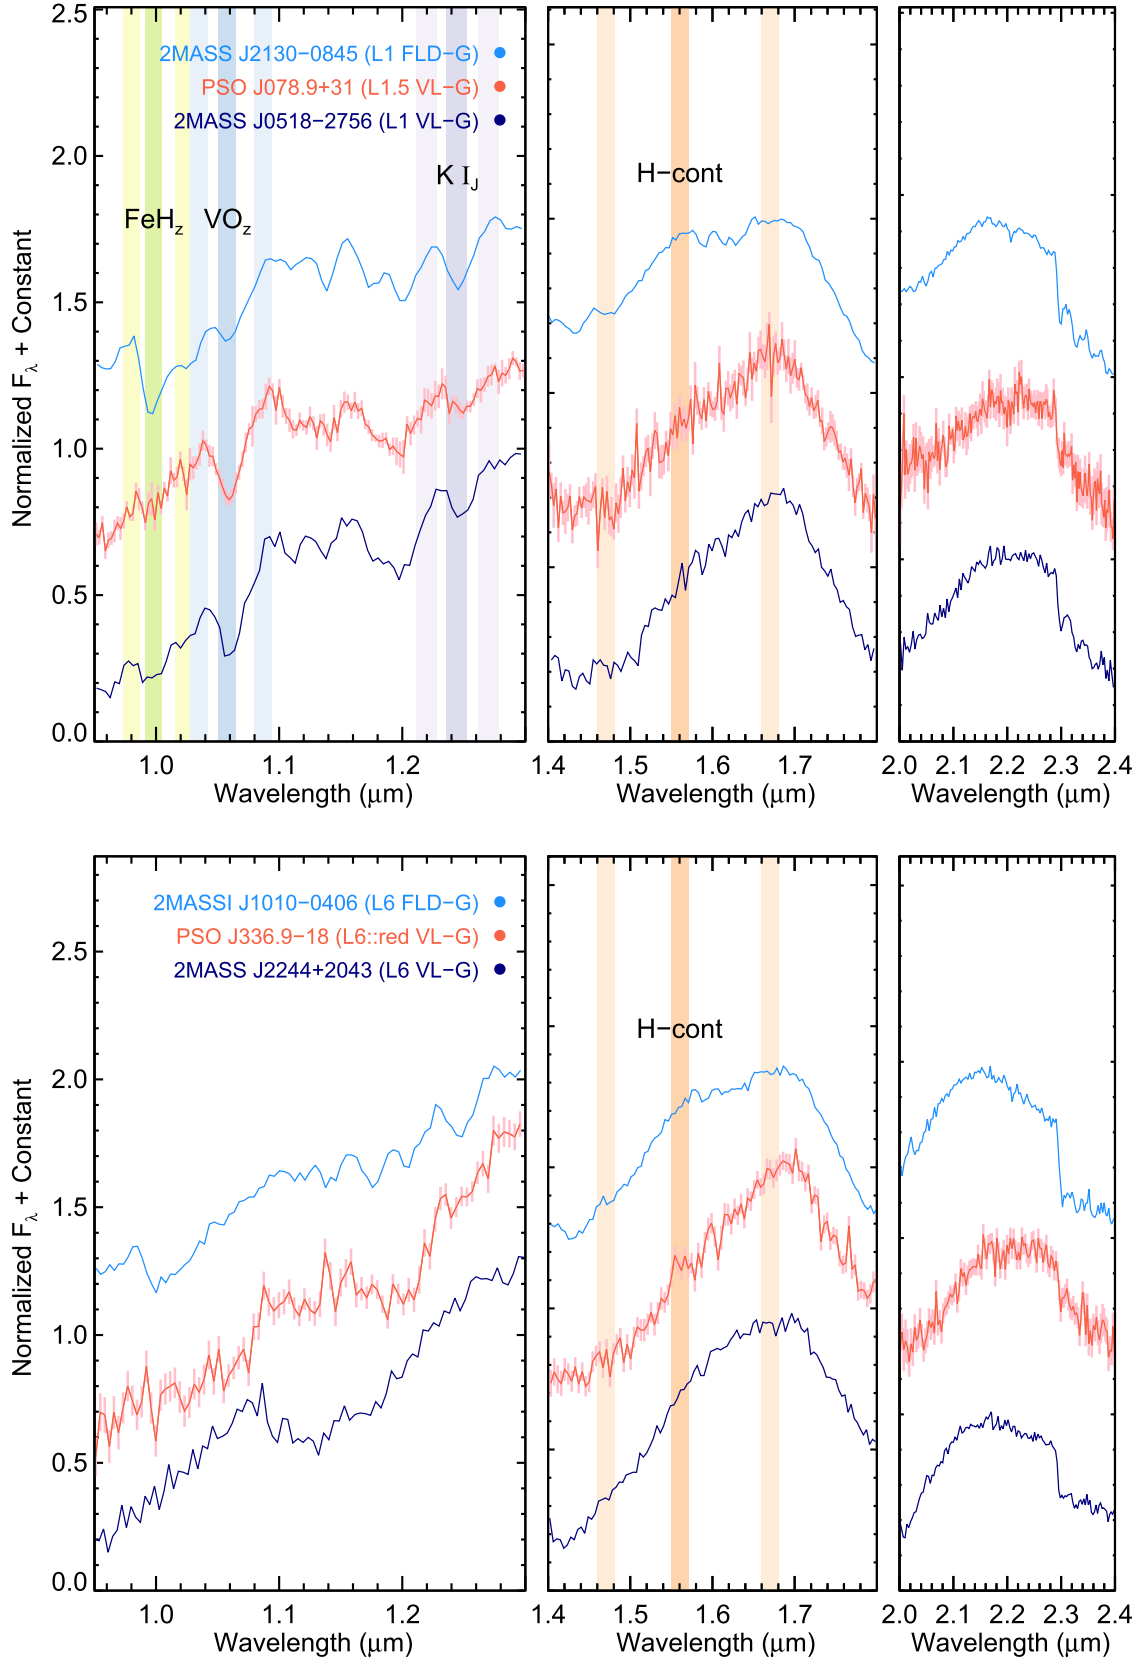 2MASS J2130−0845 (L1 FLD−G)
PSO J078.9+31 (L1.5 VL−G)
2MASS J0518−2756 (L1 VL−G)
FeH_z
VO_z
K I_J
H−cont
Normalized F_λ + Constant
2.5
2.0
1.5
1.0
0.5
0.0
1.0 1.1 1.2
1.4 1.5 1.6 1.7
2.0 2.1 2.2 2.3 2.4
Wavelength (μm)
Wavelength (μm)
Wavelength (μm)
2MASSI J1010−0406 (L6 FLD−G)
PSO J336.9−18 (L6::red VL−G)
2MASS J2244+2043 (L6 VL−G)
H−cont
Normalized F_λ + Constant
2.5
2.0
1.5
1.0
0.5
0.0
1.0 1.1 1.2
1.4 1.5 1.6 1.7
2.0 2.1 2.2 2.3 2.4
Wavelength (μm)
Wavelength (μm)
Wavelength (μm)